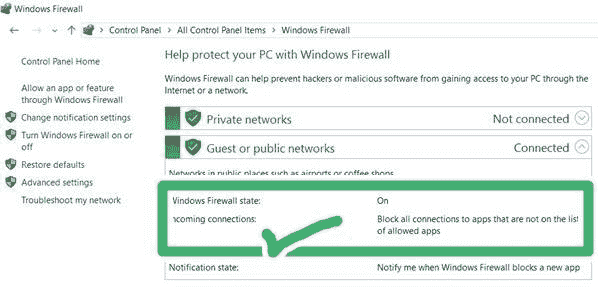 Windows Firewall
Control Panel > All Control Panel Items > Windows Firewall
Control Panel Home
Allow an app or feature
through Windows Firewall
Change notification settings
Turn Windows Firewall on or
off
Restore defaults
Advanced settings
Troubleshoot my network
Help protect your PC with Windows Firewall
Windows Firewall can help prevent hackers or malicious software from gaining access to your PC through the
Internet or a network.
Private networks Not connected
Guest or public networks Connected
Networks in public places such as airports or coffee shops
Windows Firewall state: On
ncoming connections: Block all connections to apps that are not on the list
of allowed apps
Notification state: Notify me when Windows Firewall blocks a new app